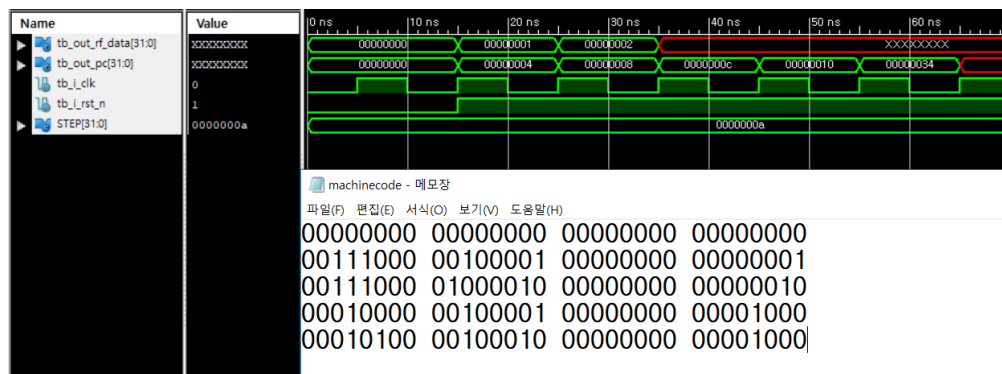 Name Value
tb_out_rf_data[31:0] XXXXXXXX
tb_out_pc[31:0] XXXXXXXX
tb_i_clk 0
tb_i_rst_n 1
STEP[31:0] 0000000a
0 ns 10 ns 20 ns 30 ns 40 ns 50 ns 60 ns
00000000 00000001 00000002 XXXXXXXX
00000000 00000004 00000008 0000000c 00000010 00000034
0000000a
machinecode - 메모장
파일(F) 편집(E) 서식(O) 보기(V) 도움말(H)
00000000 00000000 00000000 00000000
00111000 00100001 00000000 00000001
00111000 01000010 00000000 00000010
00010000 00100001 00000000 00001000
00010100 00100010 00000000 00001000